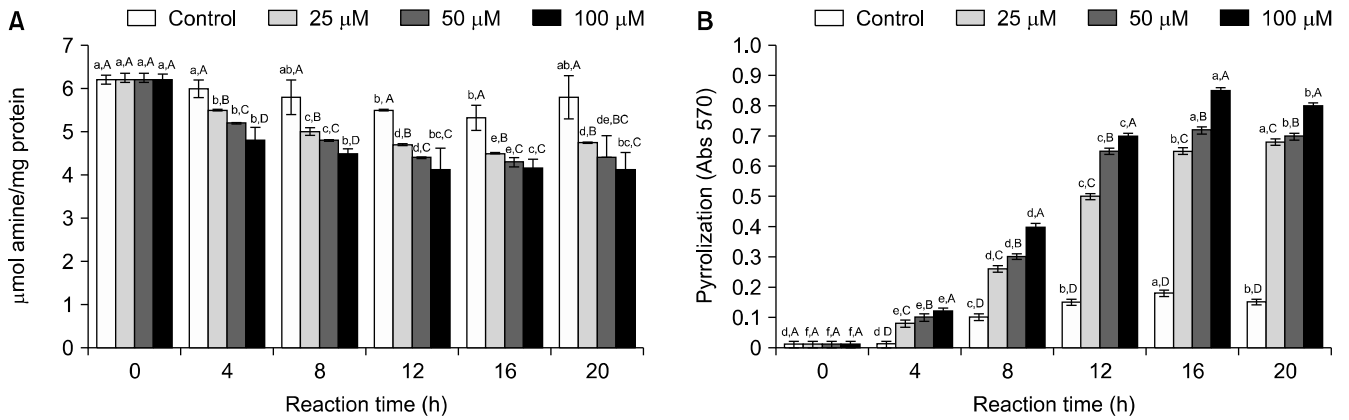 A
Control 25 μM 50 μM 100 μM
μmol amine/mg protein
7
6
5
4
3
2
1
0
a,A a,A a,A a,A
a,A b,B b,C b,D
ab,A c,B c,C b,D
b, A d,B d,C bc,C
b,A e,B e,C c,C
ab,A d,B de,BC bc,C
0 4 8 12 16 20
Reaction time (h)
B
Control 25 μM 50 μM 100 μM
Pyrrolization (Abs 570)
1.0
0.9
0.8
0.7
0.6
0.5
0.4
0.3
0.2
0.1
0
d,A f,A f,A f,A
d D e,C e,B e,A
c,D d,C d,B d,A
b,D c,C c,B c,A
a,D b,C a,B a,A
b,D a,C b,B b,A
0 4 8 12 16 20
Reaction time (h)